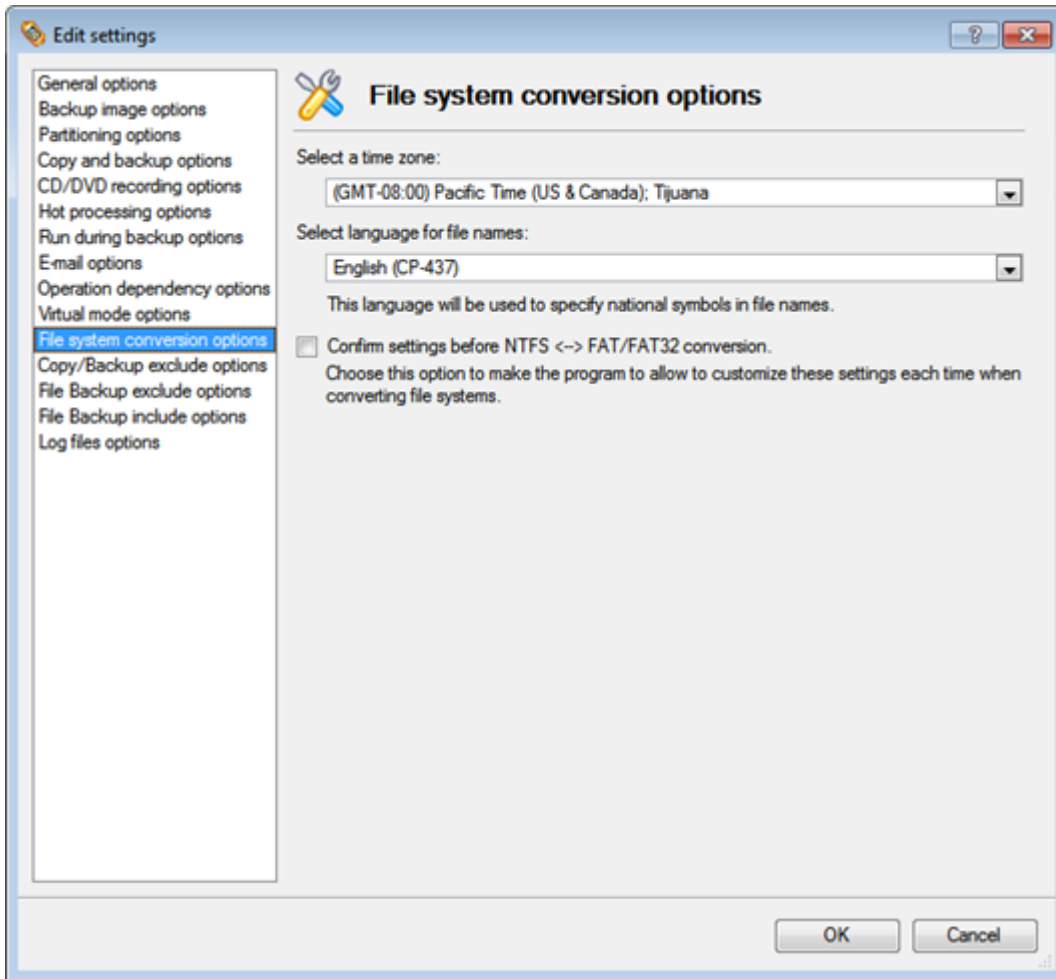 Edit settings
General options
Backup image options
Partitioning options
Copy and backup options
CD/DVD recording options
Hot processing options
Run during backup options
E-mail options
Operation dependency options
Virtual mode options
File system conversion options
Copy/Backup exclude options
File Backup exclude options
File Backup include options
Log files options
File system conversion options
Select a time zone:
(GMT-08:00) Pacific Time (US & Canada); Tijuana
Select language for file names:
English (CP-437)
This language will be used to specify national symbols in file names.
Confirm settings before NTFS <--> FAT/FAT32 conversion.
Choose this option to make the program to allow to customize these settings each time when
converting file systems.
OK
Cancel